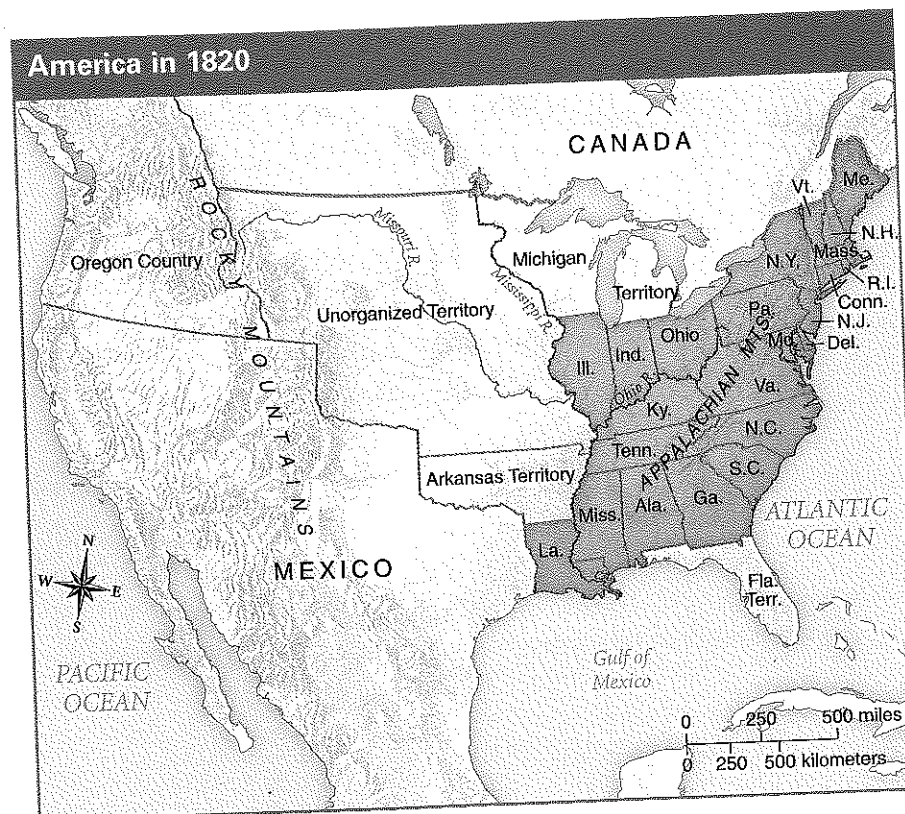 America in 1820
CANADA
ROCKY MOUNTAINS
Oregon Country
Missouri R.
Unorganized Territory
Mississippi R.
Michigan
Territory
Me.
Vt.
N.H.
Mass.
N.Y.
R.I.
Conn.
Pa.
N.J.
Md.
Del.
Ohio
Ind.
Ill.
Ohio R.
Ky.
Va.
APPALACHIAN MTS.
N.C.
Tenn.
Arkansas Territory
S.C.
Miss.
Ala.
Ga.
La.
ATLANTIC
OCEAN
MEXICO
Fla.
Terr.
N
W
E
S
PACIFIC
OCEAN
Gulf of
Mexico
0 250 500 miles
0 250 500 kilometers